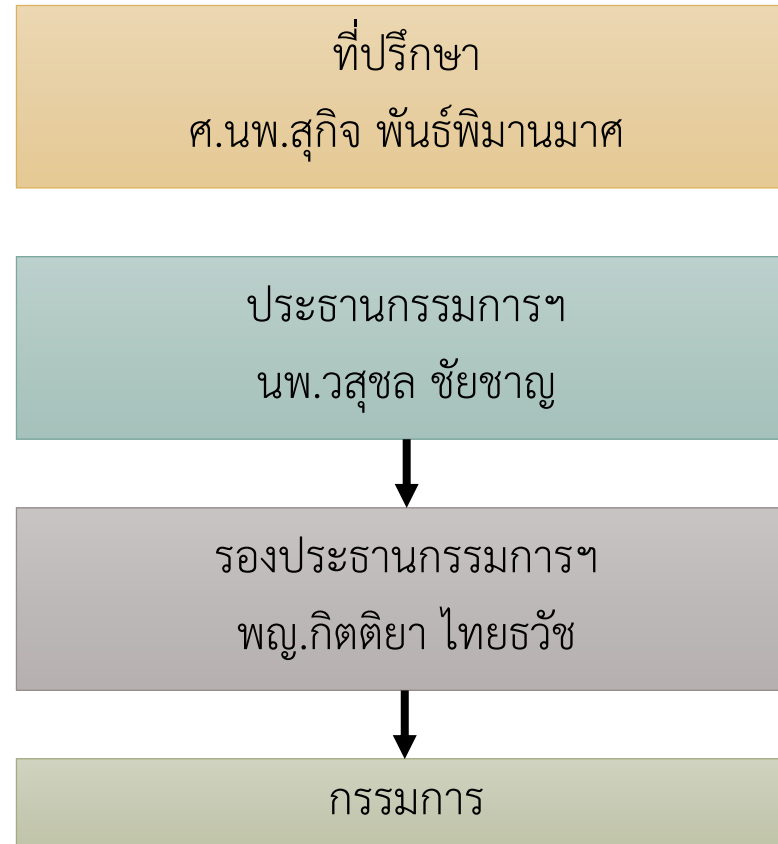 ที่ปรึกษา
ศ.นพ.สุกิจ พันธ์พิมานมาศ
ประธานกรรมการฯ
นพ.วสุชล ชัยชาญ
รองประธานกรรมการฯ
พญ.กิตติยา ไทยธวัช
กรรมการ